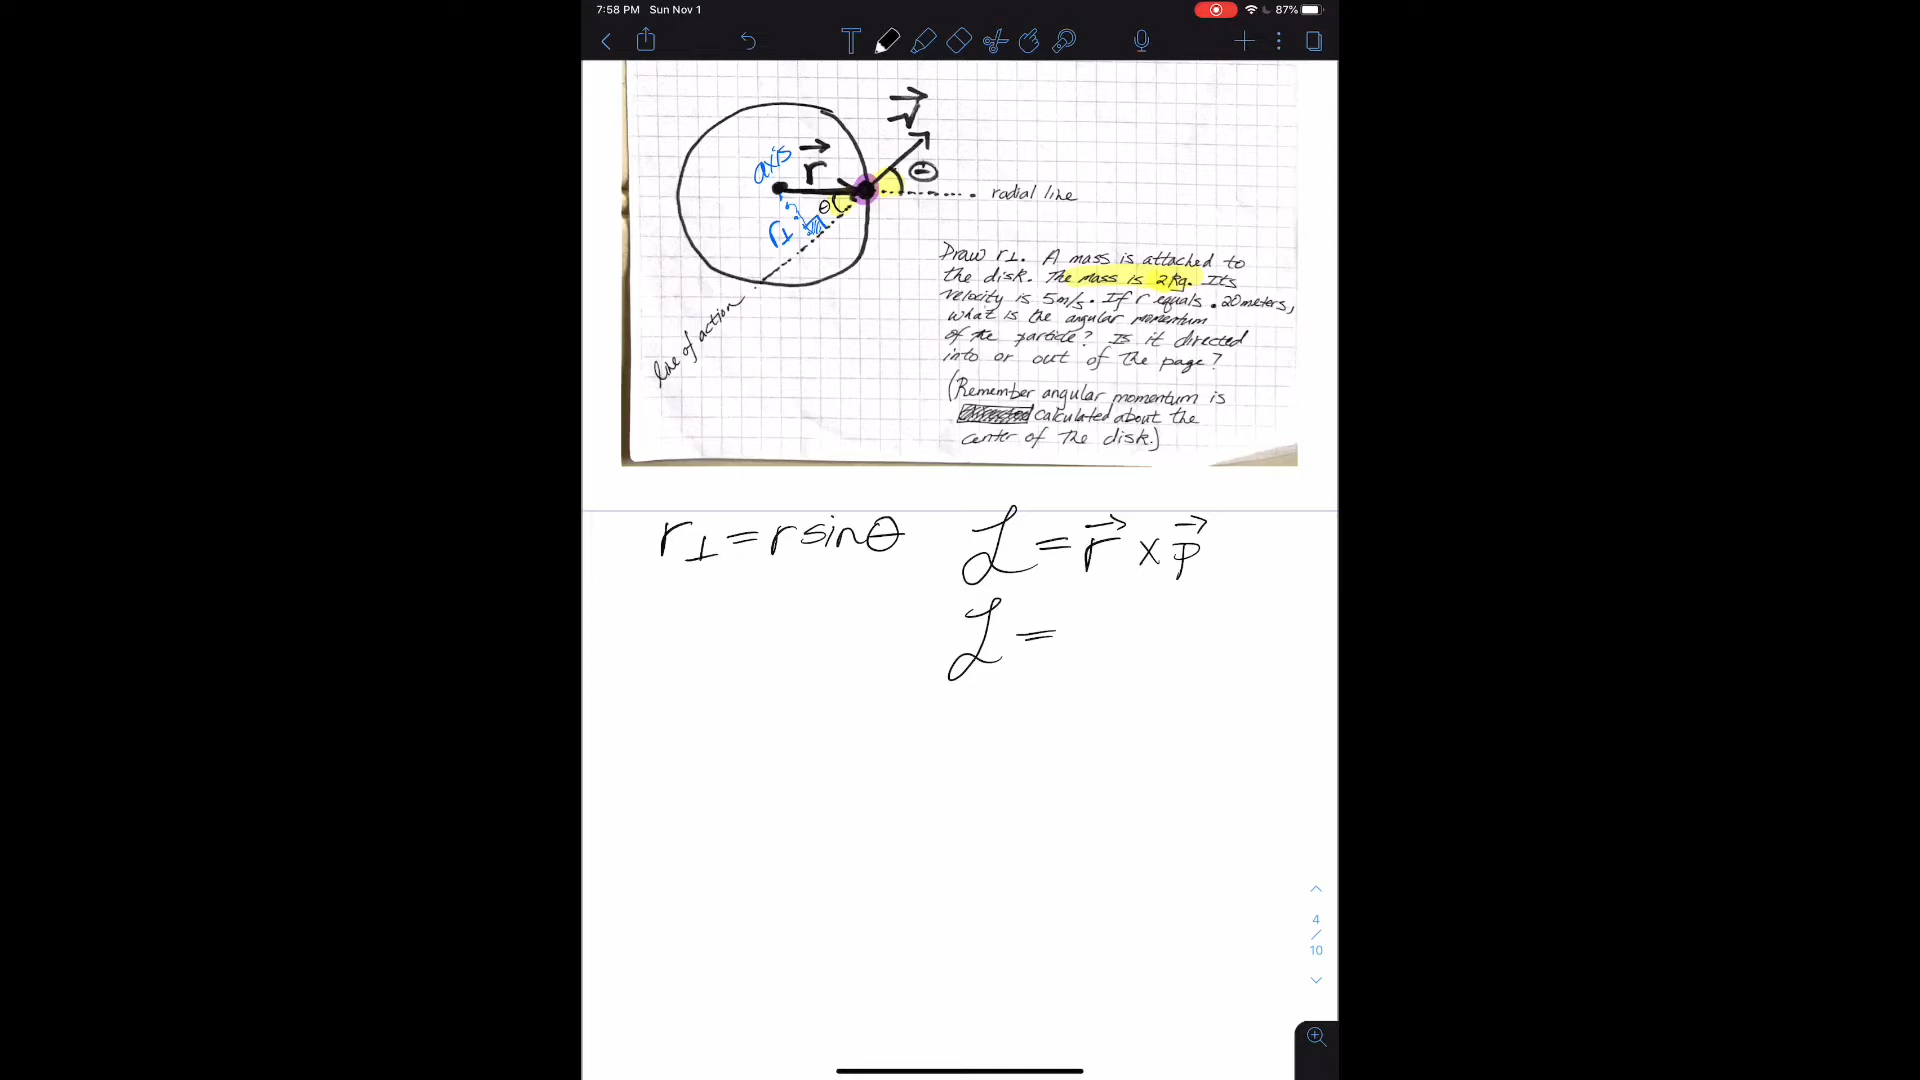 7:58 PM Sun Nov 1
87%
T
V
axis
r
θ
θ
radial line
r⊥
Draw r⊥. A mass is attached to
the disk. The mass is 2kg. Its
velocity is 5m/s. If r equals .20 meters,
what is the angular momentum
of the particle? Is it directed
into or out of the page?
line of action
(Remember angular momentum is
calculated about the
center of the disk.)
r⊥ = r sinθ
L = r x p
L =
4
/
10